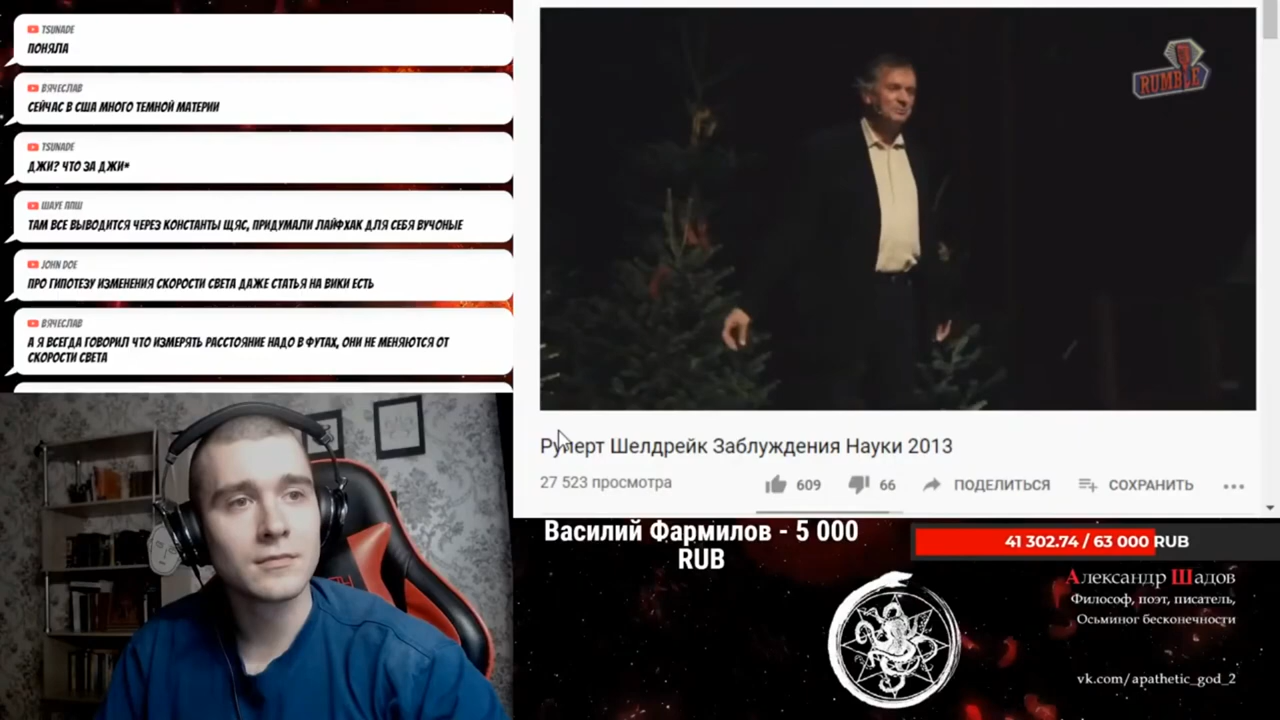 TSUNADE
ПОНЯЛА
ВЯЧЕСЛАВ
СЕЙЧАС В США МНОГО ТЕМНОЙ МАТЕРИИ
TSUNADE
ДЖИ? ЧТО ЗА ДЖИ*
ШАУЕ ППШ
ТАМ ВСЕ ВЫВОДИТСЯ ЧЕРЕЗ КОНСТАНТЫ ЩЯС, ПРИДУМАЛИ ЛАЙФХАК ДЛЯ СЕБЯ ВУЧОНЫЕ
JOHN DOE
ПРО ГИПОТЕЗУ ИЗМЕНЕНИЯ СКОРОСТИ СВЕТА ДАЖЕ СТАТЬЯ НА ВИКИ ЕСТЬ
ВЯЧЕСЛАВ
А Я ВСЕГДА ГОВОРИЛ ЧТО ИЗМЕРЯТЬ РАССТОЯНИЕ НАДО В ФУТАХ, ОНИ НЕ МЕНЯЮТСЯ ОТ
СКОРОСТИ СВЕТА
RUMBLE
Руперт Шелдрейк Заблуждения Науки 2013
27 523 просмотра
609
66
ПОДЕЛИТЬСЯ
СОХРАНИТЬ
Василий Фармилов - 5 000
RUB
41 302.74 / 63 000 RUB
Александр Шадов
Философ, поэт, писатель,
Осьминог бесконечности
vk.com/apathetic_god_2